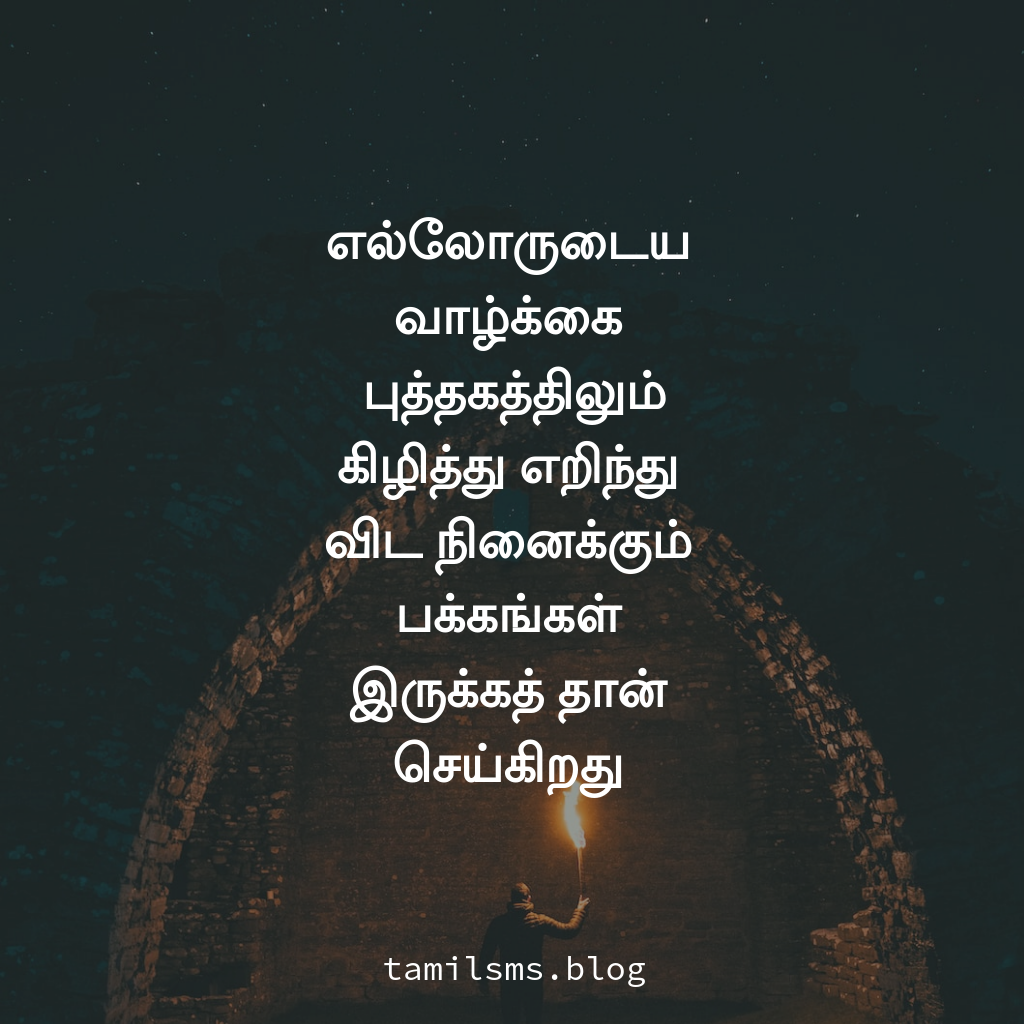 எல்லோருடைய
வாழ்க்கை
புத்தகத்திலும்
கிழித்து எறிந்து
விட நினைக்கும்
பக்கங்கள்
இருக்கத் தான்
செய்கிறது
tamilsms.blog